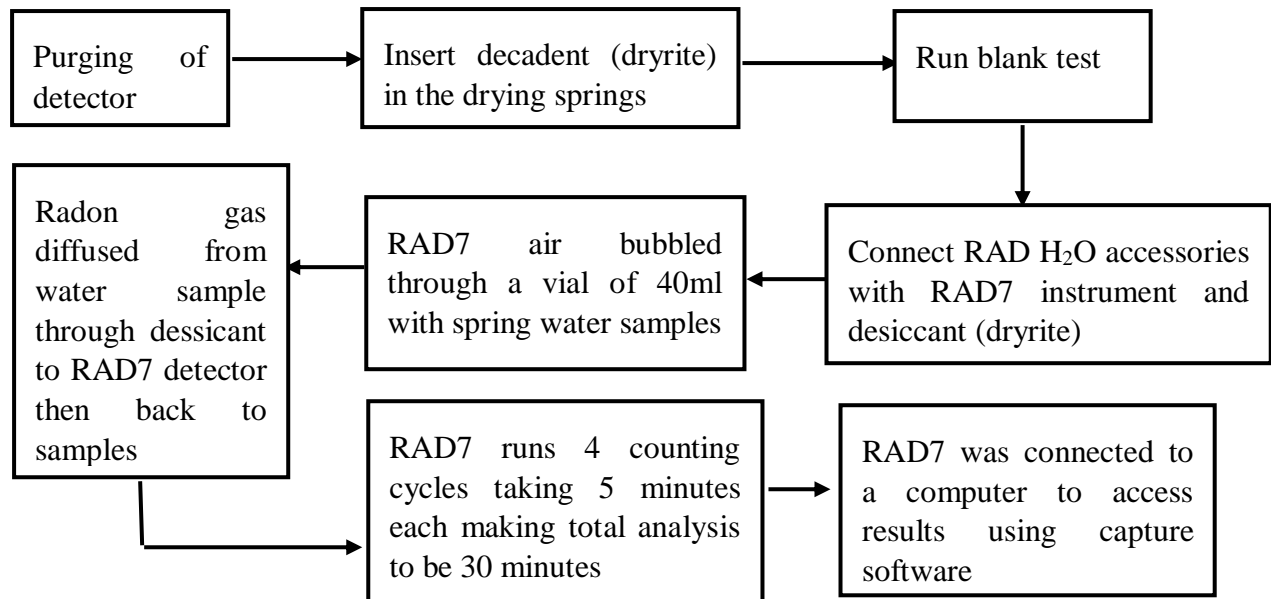 Purging of
detector
Insert decadent (dryrite)
in the drying springs
Run blank test
Connect RAD H₂O accessories
with RAD7 instrument and
desiccant (dryrite)
RAD7 air bubbled
through a vial of 40ml
with spring water samples
Radon gas
diffused from
water sample
through dessicant
to RAD7 detector
then back to
samples
RAD7 runs 4 counting
cycles taking 5 minutes
each making total analysis
to be 30 minutes
RAD7 was connected to
a computer to access
results using capture
software